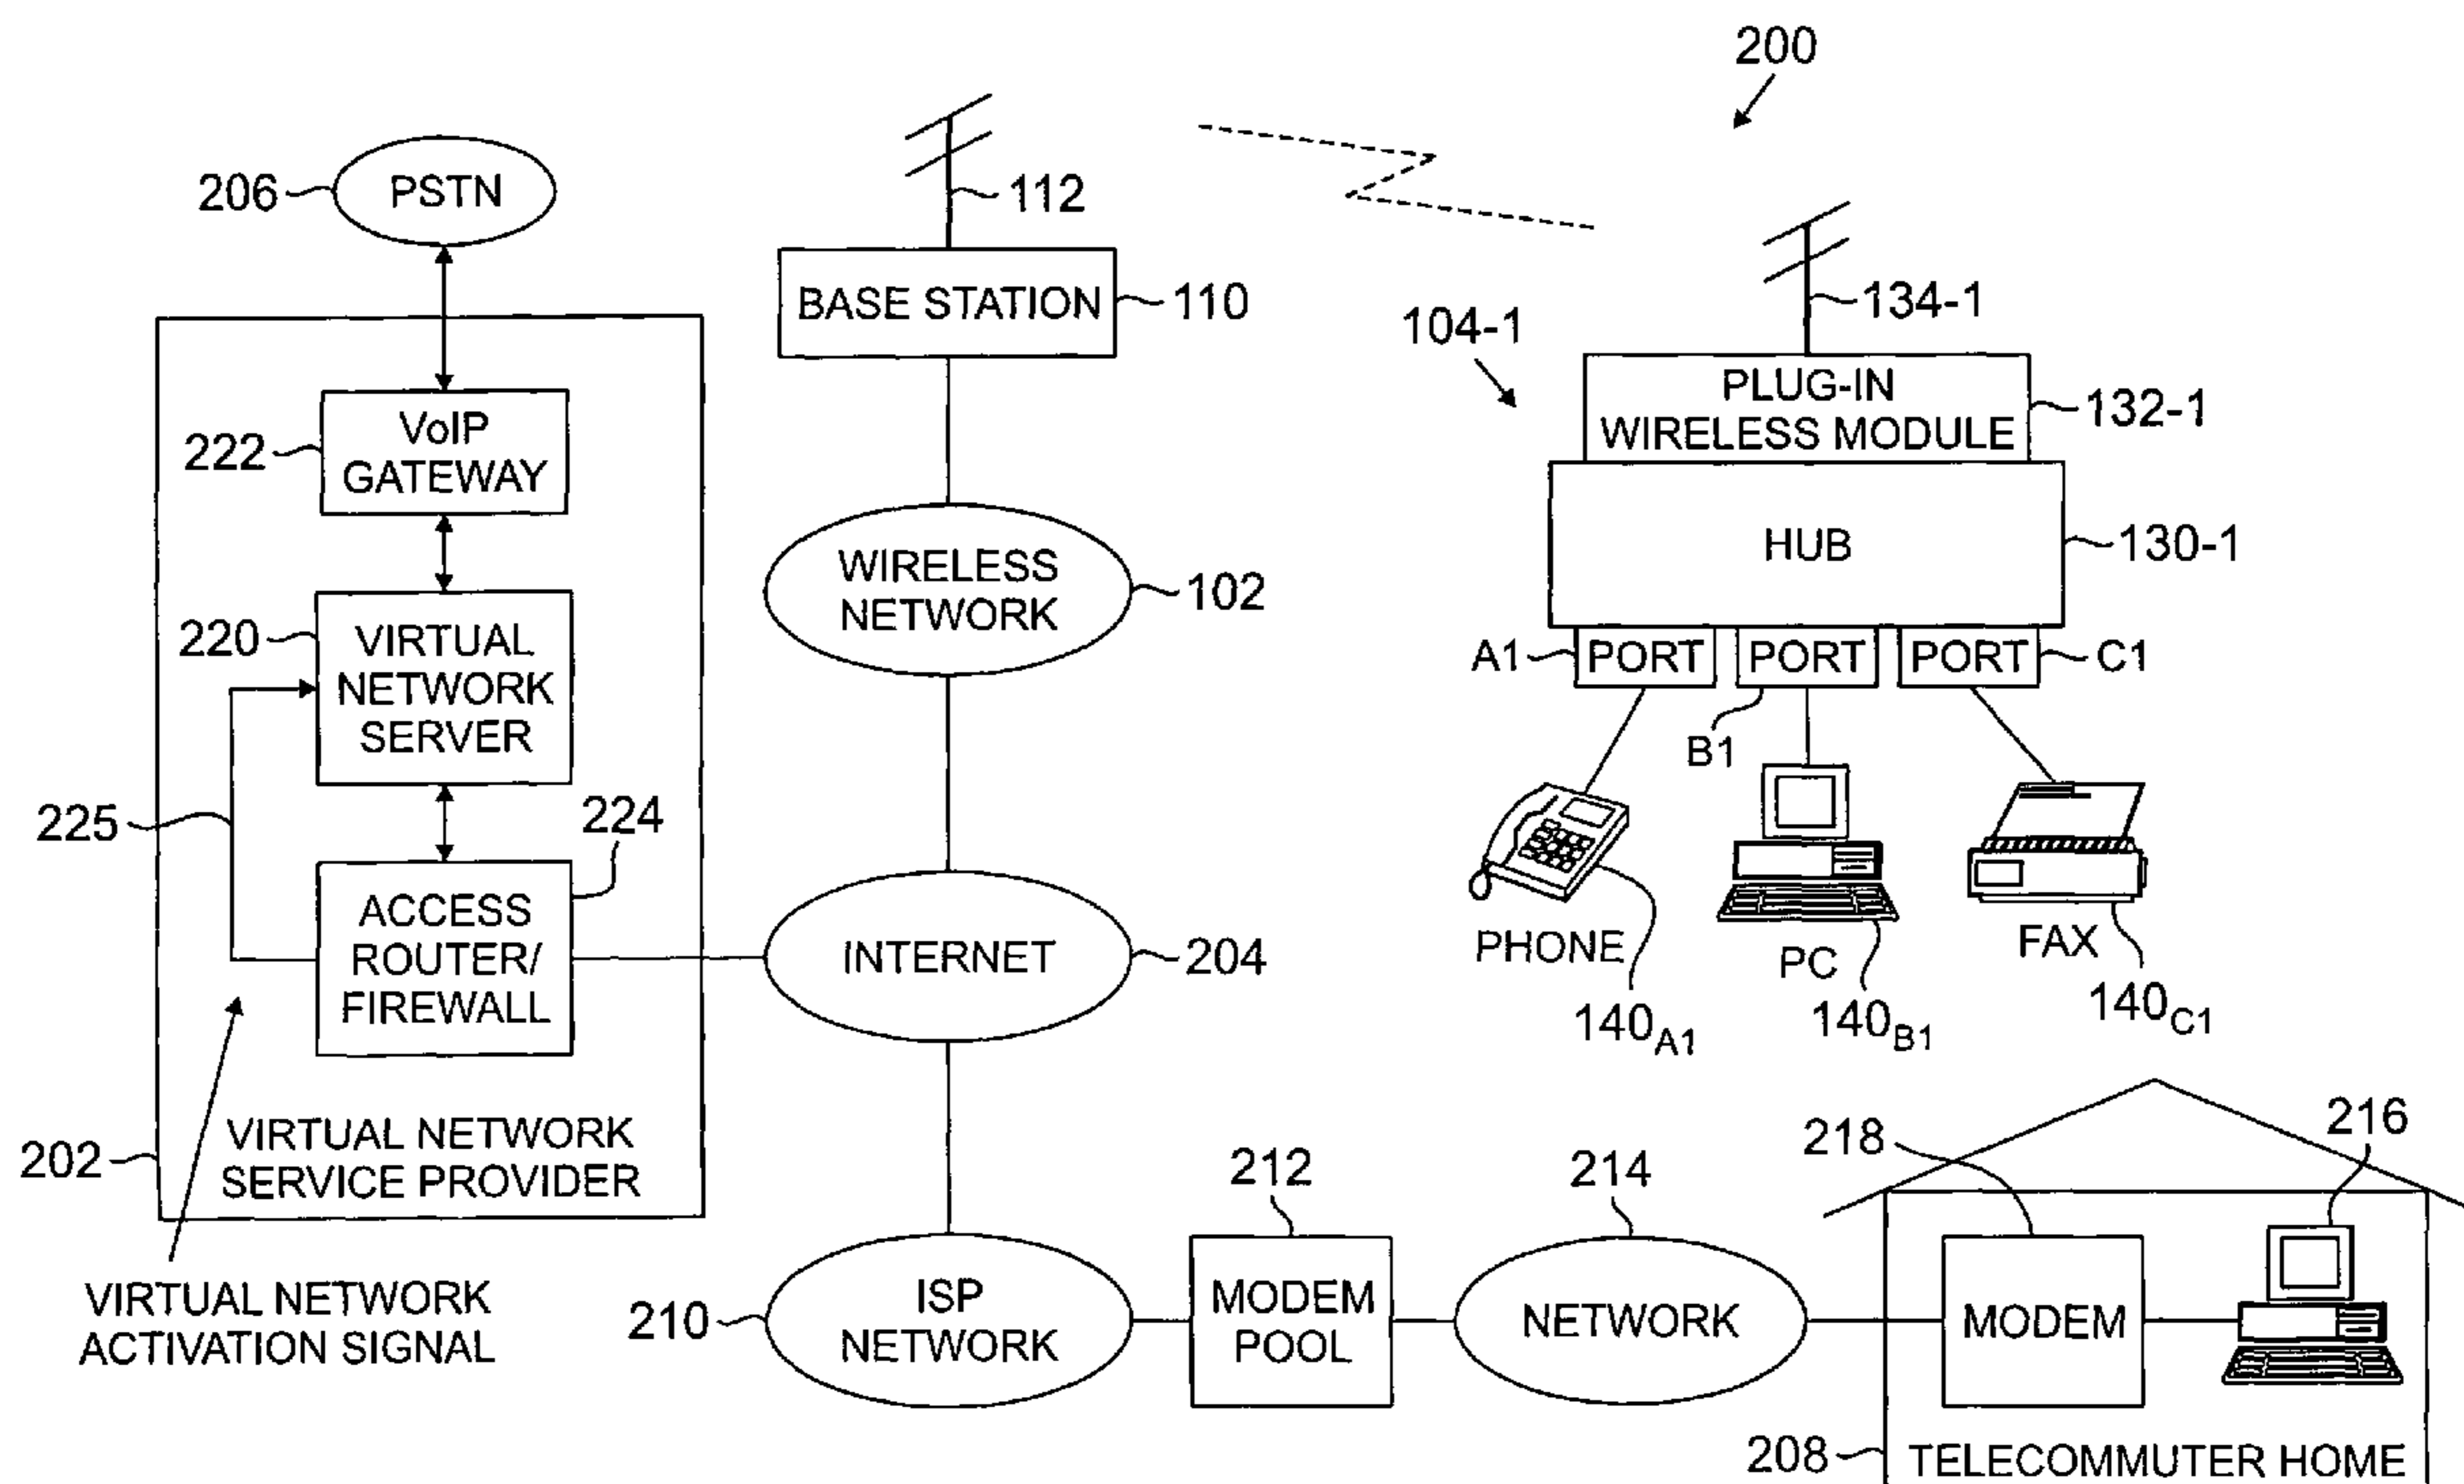 200
206
PSTN
112
BASE STATION
110
134-1
104-1
PLUG-IN
WIRELESS MODULE
132-1
222
VoIP
GATEWAY
HUB
130-1
WIRELESS
NETWORK
102
220
VIRTUAL
NETWORK
SERVER
A1
PORT
PORT
PORT
C1
B1
225
224
ACCESS
ROUTER/
FIREWALL
INTERNET
204
PHONE
PC
FAX
140A1
140B1
140C1
202
VIRTUAL NETWORK
SERVICE PROVIDER
VIRTUAL NETWORK
ACTIVATION SIGNAL
210
ISP
NETWORK
212
MODEM
POOL
214
NETWORK
218
216
MODEM
208
TELECOMMUTER HOME